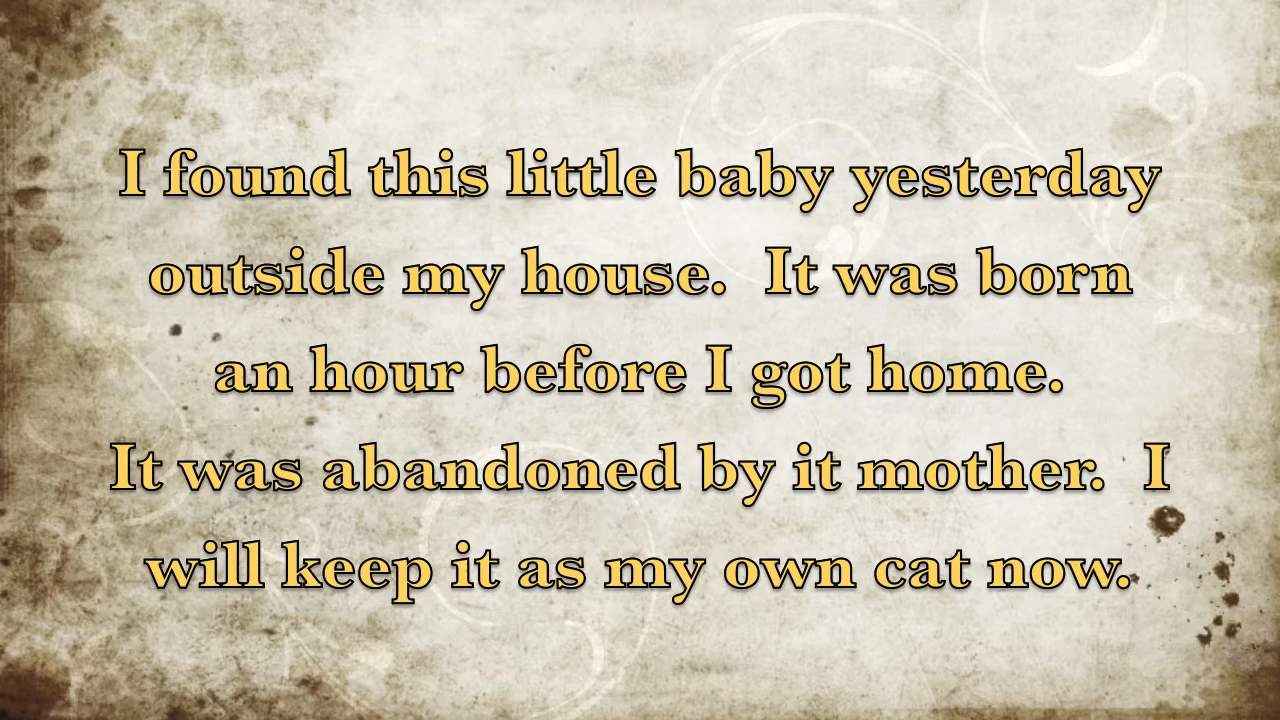 I found this little baby yesterday
outside my house.  It was born
an hour before I got home.
It was abandoned by it mother.  I
will keep it as my own cat now.